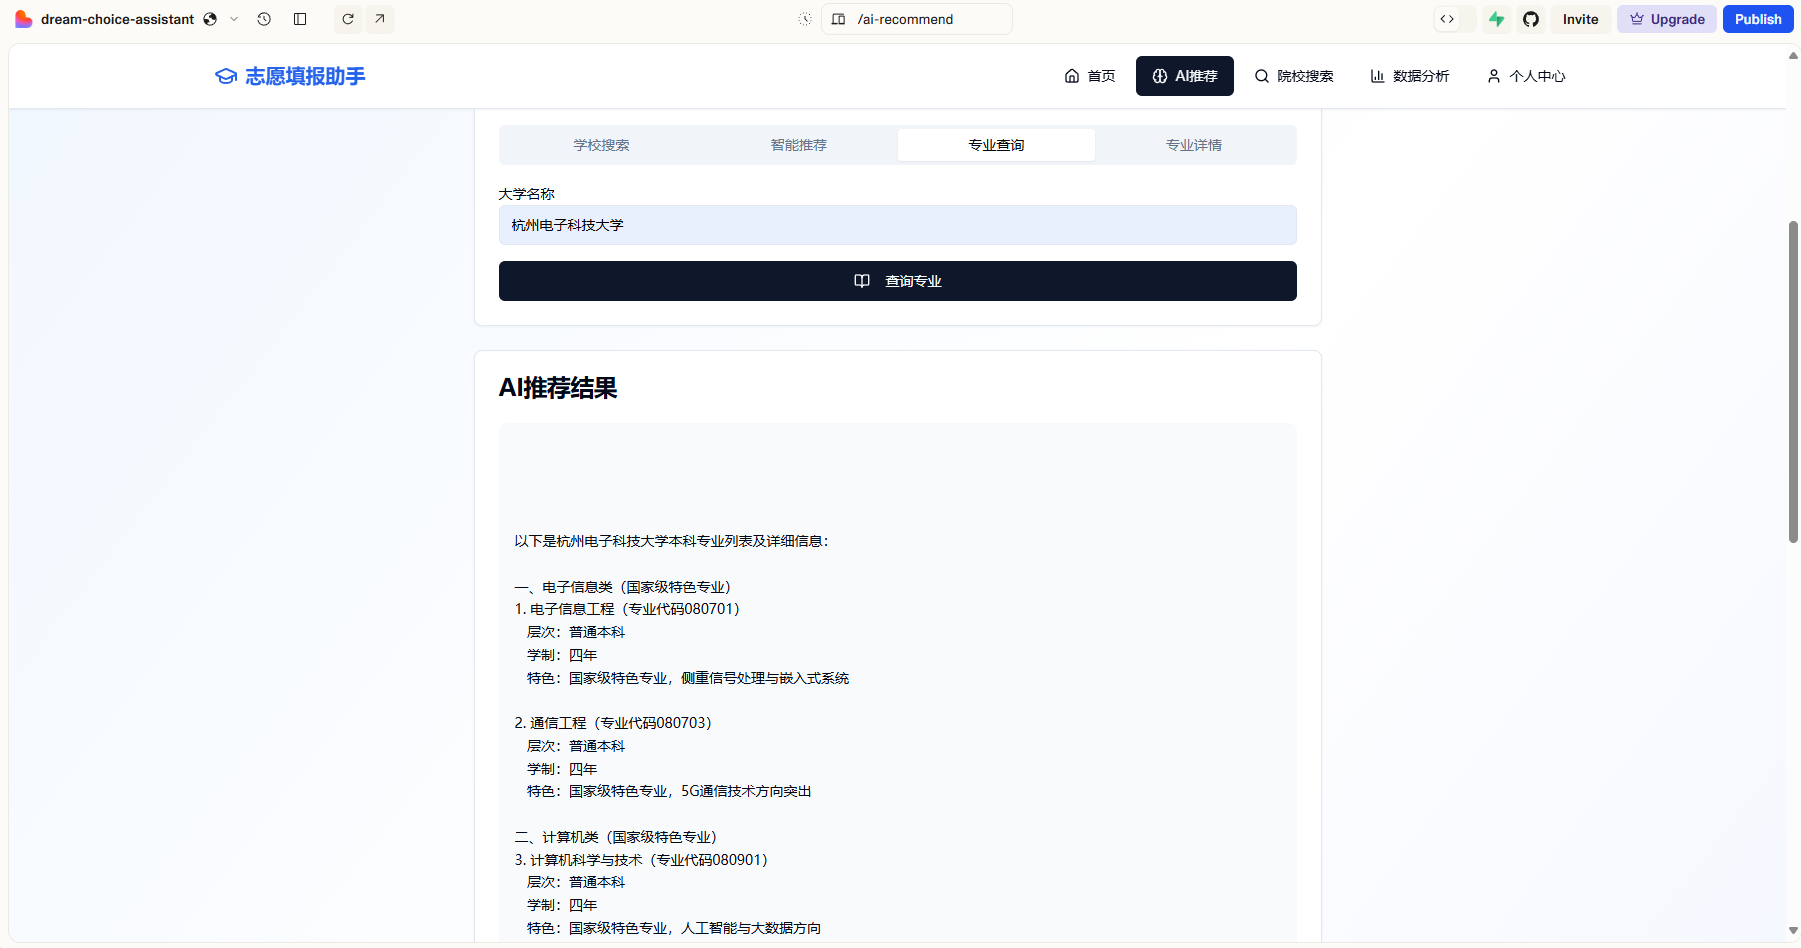 dream-choice-assistant
/ai-recommend
Invite
Upgrade
Publish
志愿填报助手
首页
AI推荐
院校搜索
数据分析
个人中心
学校搜索
智能推荐
专业查询
专业详情
大学名称
杭州电子科技大学
查询专业
AI推荐结果
以下是杭州电子科技大学本科专业列表及详细信息：
一、电子信息类（国家级特色专业）
1. 电子信息工程（专业代码080701）
层次：普通本科
学制：四年
特色：国家级特色专业，侧重信号处理与嵌入式系统
2. 通信工程（专业代码080703）
层次：普通本科
学制：四年
特色：国家级特色专业，5G通信技术方向突出
二、计算机类（国家级特色专业）
3. 计算机科学与技术（专业代码080901）
层次：普通本科
学制：四年
特色：国家级特色专业，人工智能与大数据方向